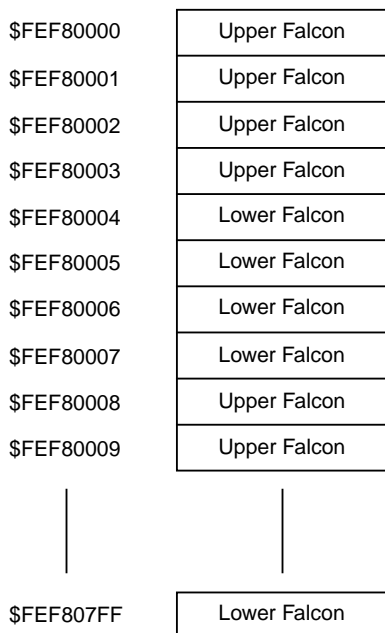 $FEF80000 Upper Falcon
$FEF80001 Upper Falcon
$FEF80002 Upper Falcon
$FEF80003 Upper Falcon
$FEF80004 Lower Falcon
$FEF80005 Lower Falcon
$FEF80006 Lower Falcon
$FEF80007 Lower Falcon
$FEF80008 Upper Falcon
$FEF80009 Upper Falcon
$FEF807FF Lower Falcon